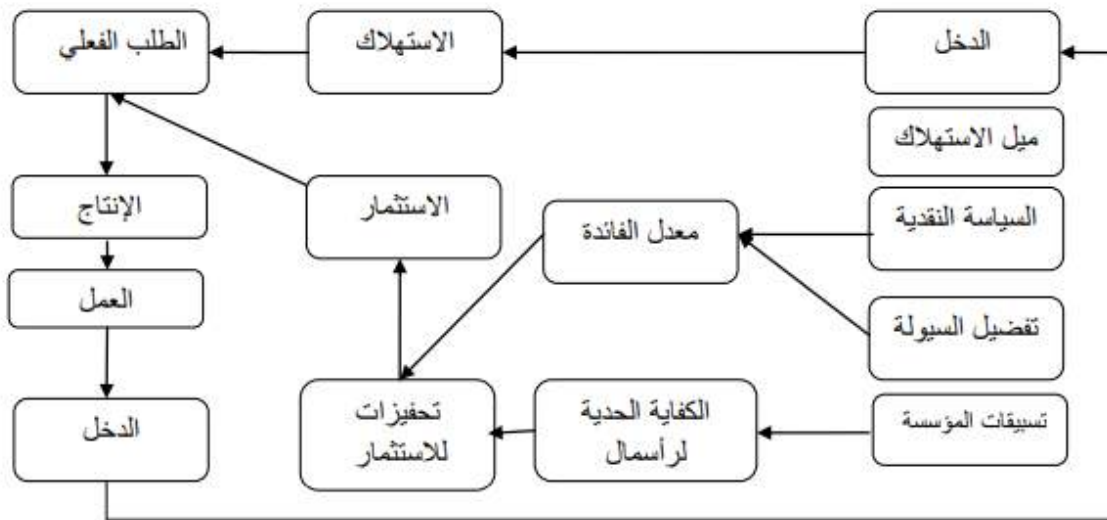 الدخل
الاستهلاك
الطلب الفعلي
ميل الاستهلاك
السياسة النقدية
معدل الفائدة
الاستثمار
الإنتاج
العمل
تفضيل السيولة
تسبيقات المؤسسة
الكفاية الحدية
لرأسمال
تحفيزات
للاستثمار
الدخل